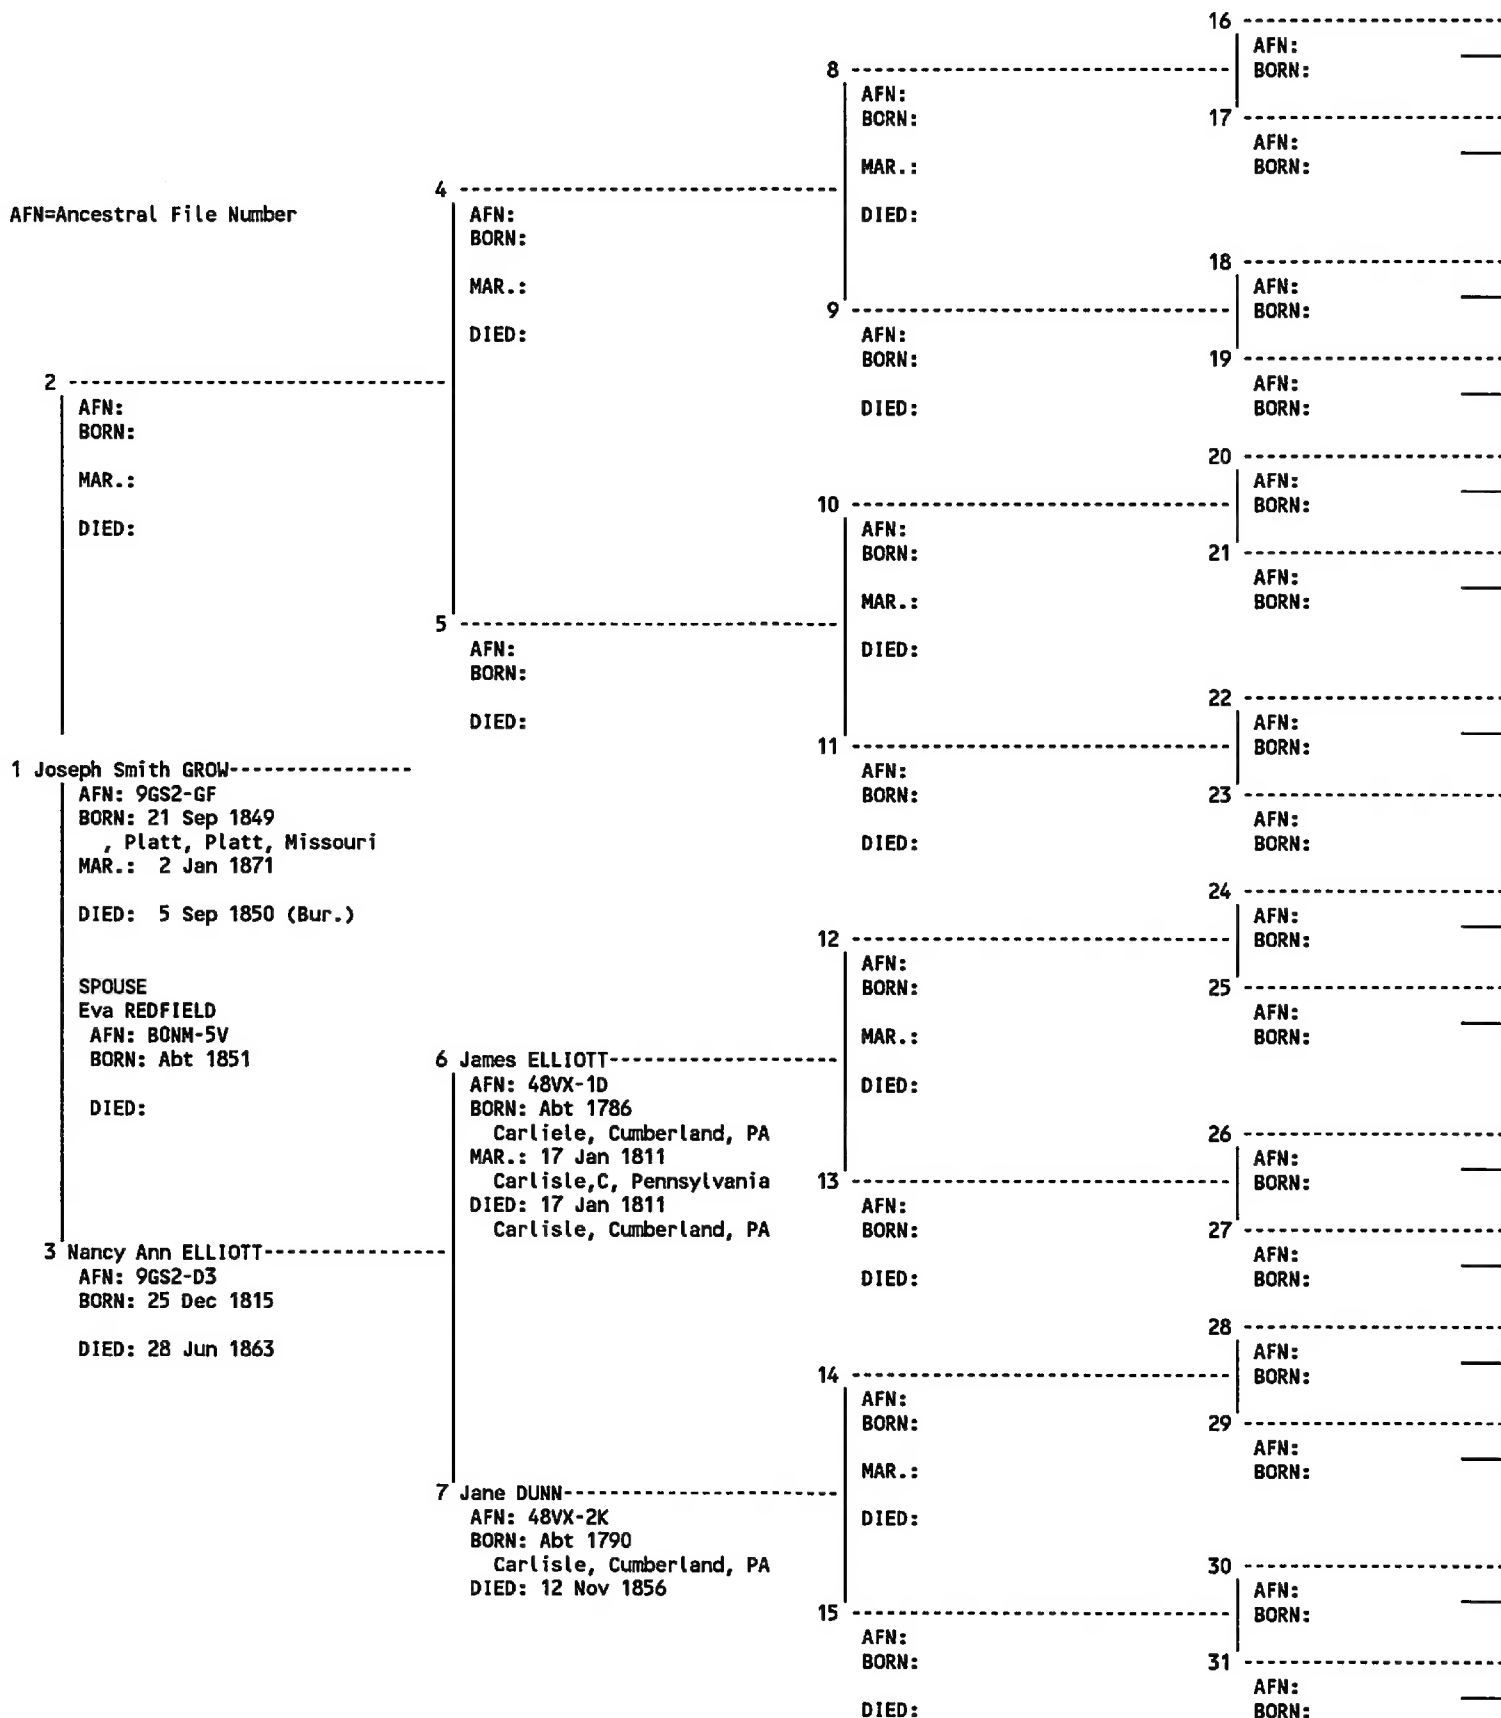 AFN=Ancestral File Number
2
AFN:
BORN:
MAR.:
DIED:
1 Joseph Smith GROW
AFN: 9GS2-GF
BORN: 21 Sep 1849
, Platt, Platt, Missouri
MAR.: 2 Jan 1871
DIED: 5 Sep 1850 (Bur.)
SPOUSE
Eva REDFIELD
AFN: BONM-5V
BORN: Abt 1851
DIED:
3 Nancy Ann ELLIOTT
AFN: 9GS2-D3
BORN: 25 Dec 1815
DIED: 28 Jun 1863
4
AFN:
BORN:
MAR.:
DIED:
5
AFN:
BORN:
DIED:
6 James ELLIOTT
AFN: 48VX-1D
BORN: Abt 1786
Carliele, Cumberland, PA
MAR.: 17 Jan 1811
Carlisle,C, Pennsylvania
DIED: 17 Jan 1811
Carlisle, Cumberland, PA
7 Jane DUNN
AFN: 48VX-2K
BORN: Abt 1790
Carlisle, Cumberland, PA
DIED: 12 Nov 1856
8
AFN:
BORN:
MAR.:
DIED:
9
AFN:
BORN:
DIED:
10
AFN:
BORN:
MAR.:
DIED:
11
AFN:
BORN:
DIED:
12
AFN:
BORN:
MAR.:
DIED:
13
AFN:
BORN:
DIED:
14
AFN:
BORN:
MAR.:
DIED:
15
AFN:
BORN:
DIED:
16
AFN:
BORN:
17
AFN:
BORN:
18
AFN:
BORN:
19
AFN:
BORN:
20
AFN:
BORN:
21
AFN:
BORN:
22
AFN:
BORN:
23
AFN:
BORN:
24
AFN:
BORN:
25
AFN:
BORN:
26
AFN:
BORN:
27
AFN:
BORN:
28
AFN:
BORN:
29
AFN:
BORN:
30
AFN:
BORN:
31
AFN:
BORN: